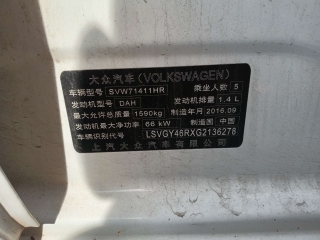 大众汽车(VOLKSWAGEN)
车辆型号 SVW71411HR 乘坐人数 5
发动机型号 DAH 发动机排量 1.4 L
最大允许总质量 1590kg 制造年月 2016.09
发动机最大净功率 66 kW 制造国 中国
车辆识别代号 LSVGY46RXG2136278
上汽大众汽车有限公司